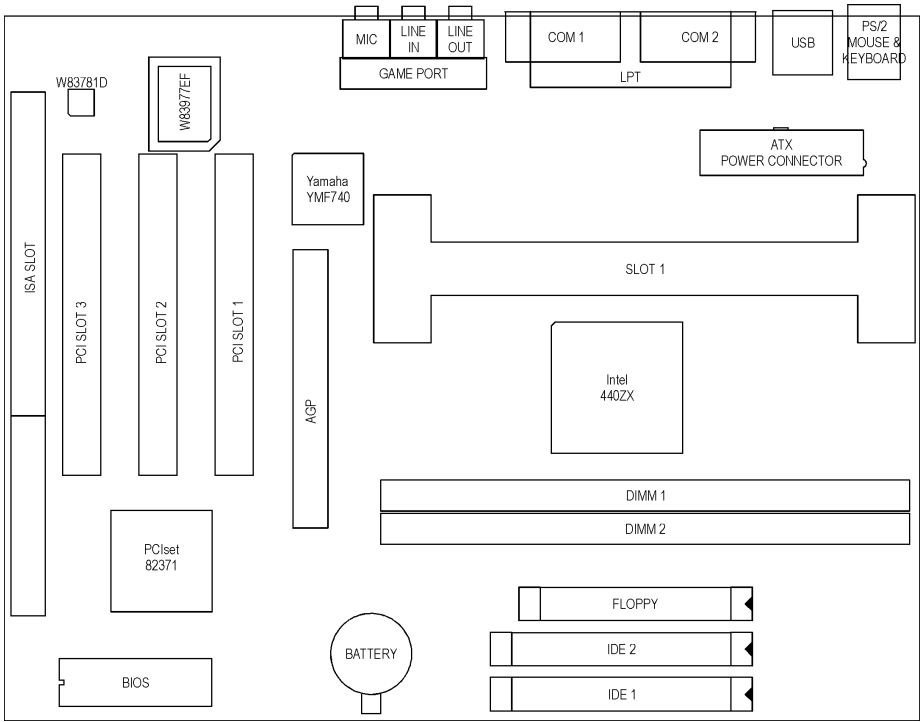 MIC
LINE
IN
LINE
OUT
GAME PORT
COM 1
COM 2
LPT
USB
PS/2
MOUSE &
KEYBOARD
W83781D
W83977EF
ATX
POWER CONNECTOR
Yamaha
YMF740
ISA SLOT
PCI SLOT 3
PCI SLOT 2
PCI SLOT 1
AGP
SLOT 1
Intel
440ZX
DIMM 1
DIMM 2
PCIset
82371
FLOPPY
BATTERY
IDE 2
BIOS
IDE 1